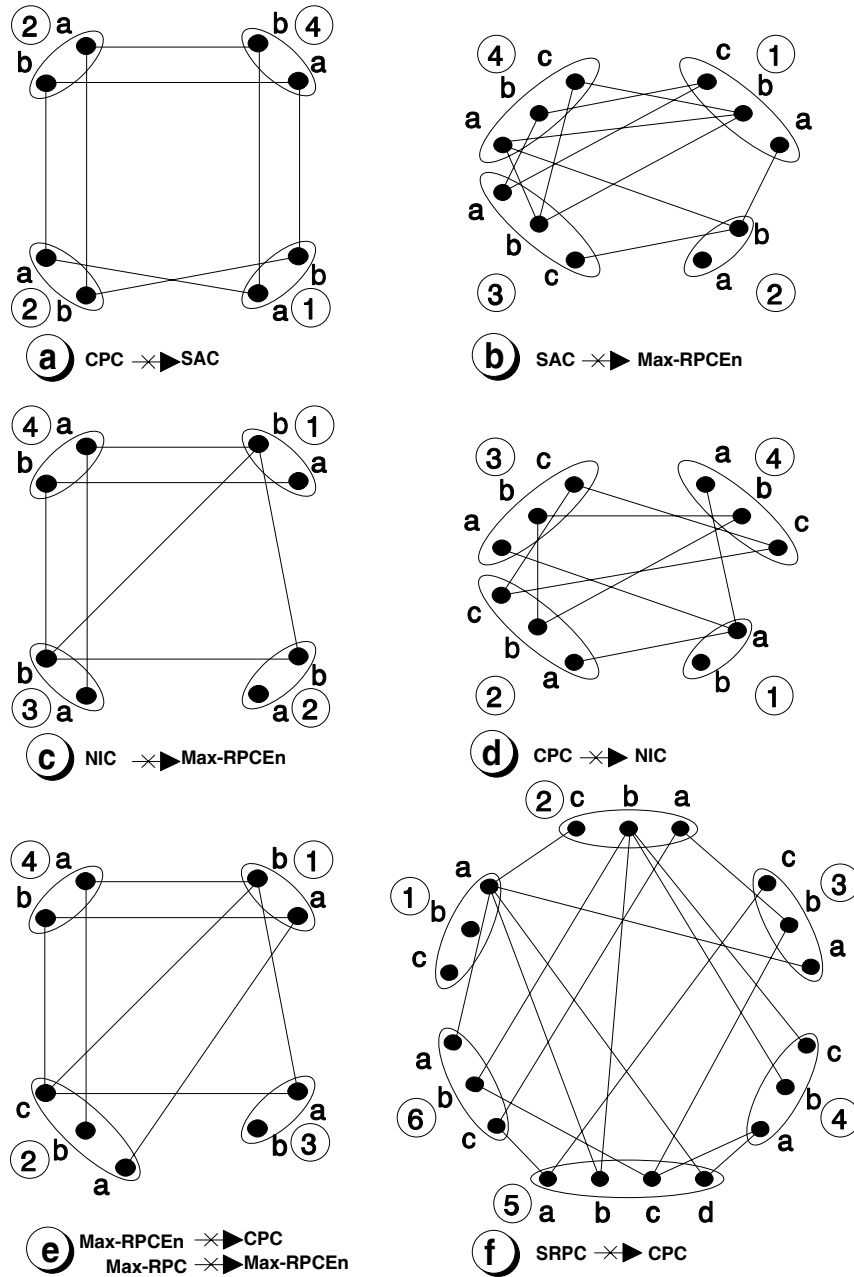 2 a b 4
b a
a b
2 b a 1
a CPC SAC
4 c c 1
b b
a a
a
b b
c a
3 2
b SAC Max-RPCEn
4 a b 1
b a
b b
3 a a 2
c NIC Max-RPCEn
3 c a 4
b b
a c
c
b a
a b
2 1
d CPC NIC
4 a b 1
b a
c a
2 b b 3
a
e Max-RPCEn CPC
Max-RPC Max-RPCEn
2 c b a
1 a c 3
b b
c a
a c
b b
6 c a 4
5 a b c d
f SRPC CPC